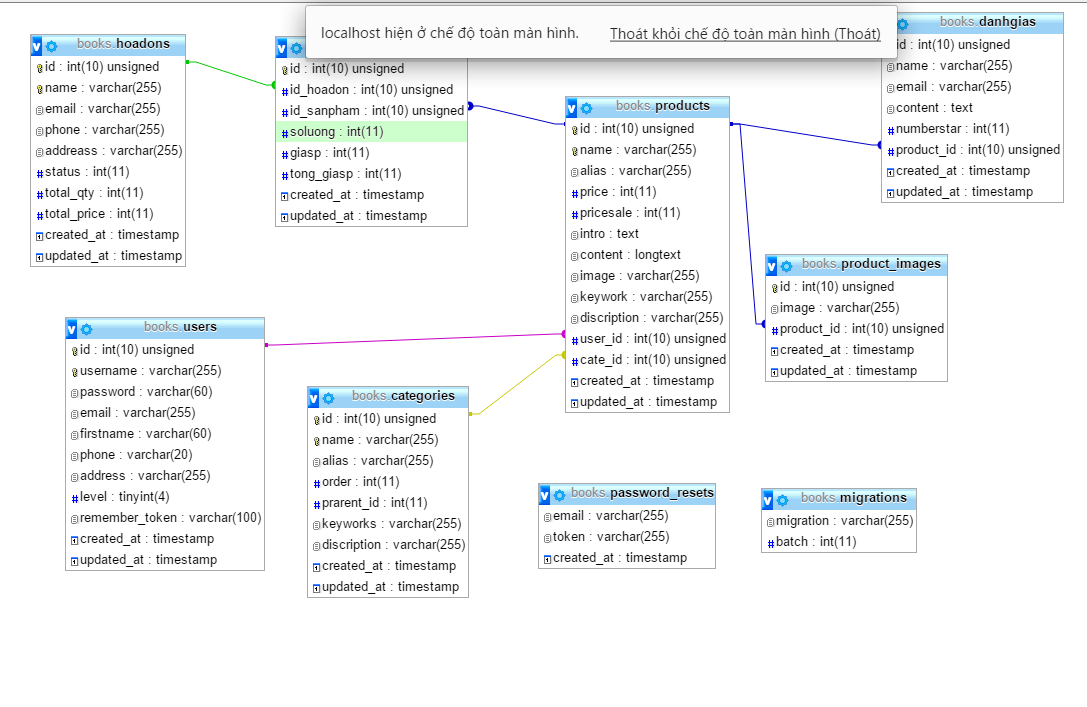 localhost hiện ở chế độ toàn màn hình. Thoát khỏi chế độ toàn màn hình (Thoát)
books.hoadons
id : int(10) unsigned
name : varchar(255)
email : varchar(255)
phone : varchar(255)
addreass : varchar(255)
status : int(11)
total_qty : int(11)
total_price : int(11)
created_at : timestamp
updated_at : timestamp
id : int(10) unsigned
id_hoadon : int(10) unsigned
id_sanpham : int(10) unsigned
soluong : int(11)
giasp : int(11)
tong_giasp : int(11)
created_at : timestamp
updated_at : timestamp
books.products
id : int(10) unsigned
name : varchar(255)
alias : varchar(255)
price : int(11)
pricesale : int(11)
intro : text
content : longtext
image : varchar(255)
keywork : varchar(255)
discription : varchar(255)
user_id : int(10) unsigned
cate_id : int(10) unsigned
created_at : timestamp
updated_at : timestamp
books.danhgias
id : int(10) unsigned
name : varchar(255)
email : varchar(255)
content : text
numberstar : int(11)
product_id : int(10) unsigned
created_at : timestamp
updated_at : timestamp
books.product_images
id : int(10) unsigned
image : varchar(255)
product_id : int(10) unsigned
created_at : timestamp
updated_at : timestamp
books.users
id : int(10) unsigned
username : varchar(255)
password : varchar(60)
email : varchar(255)
firstname : varchar(60)
phone : varchar(20)
address : varchar(255)
level : tinyint(4)
remember_token : varchar(100)
created_at : timestamp
updated_at : timestamp
books.categories
id : int(10) unsigned
name : varchar(255)
alias : varchar(255)
order : int(11)
prarent_id : int(11)
keyworks : varchar(255)
discription : varchar(255)
created_at : timestamp
updated_at : timestamp
books.password_resets
email : varchar(255)
token : varchar(255)
created_at : timestamp
books.migrations
migration : varchar(255)
batch : int(11)